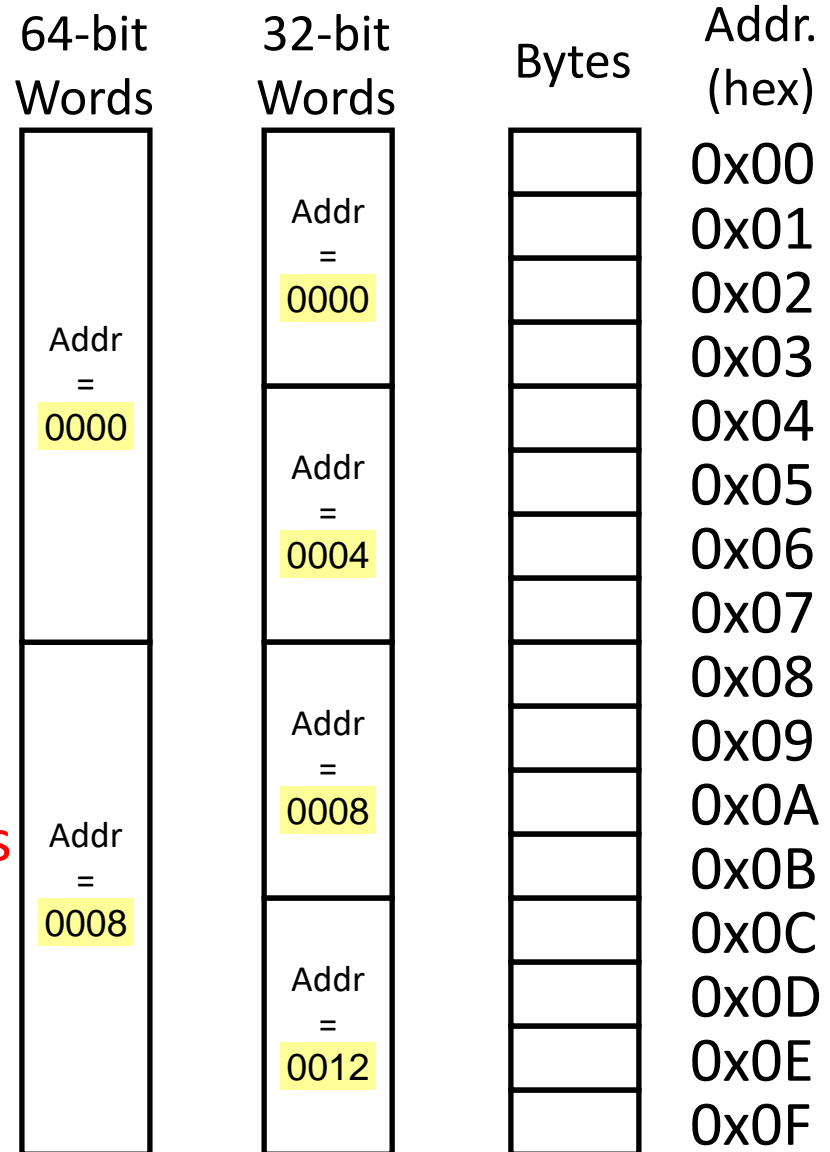 64-bit
Words
32-bit
Words
Bytes
Addr.
(hex)
Addr
=
0000
Addr
=
0008
Addr
=
0000
Addr
=
0004
Addr
=
0008
Addr
=
0012
0x00
0x01
0x02
0x03
0x04
0x05
0x06
0x07
0x08
0x09
0x0A
0x0B
0x0C
0x0D
0x0E
0x0F
s